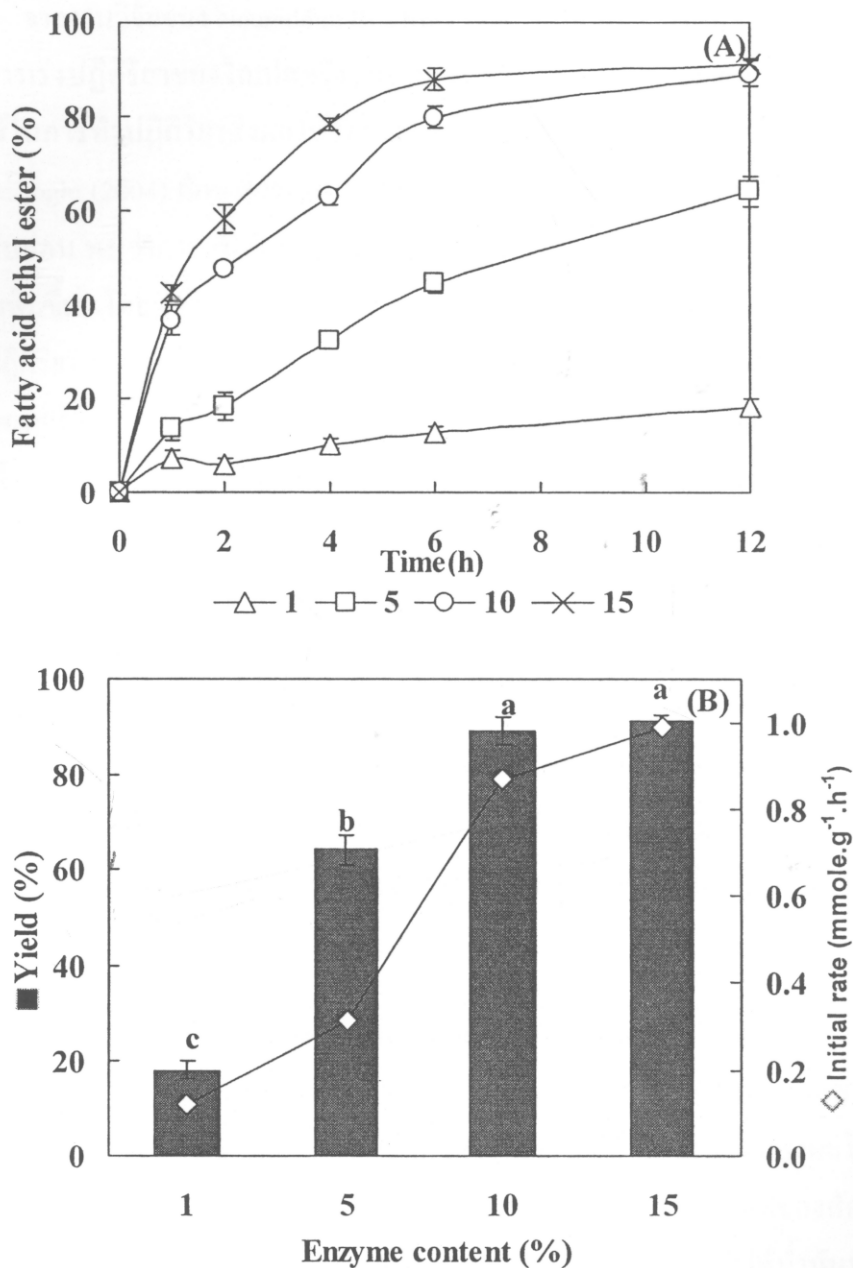 100
80
60
40
20
0
Fatty acid ethyl ester (%)
(A)
0 2 4 6 8 10 12
Time(h)
1 5 10 15
100
80
60
40
20
0
Yield (%)
c b a a
(B)
1.0
0.8
0.6
0.4
0.2
0.0
Initial rate (mmole.g⁻¹.h⁻¹)
1 5 10 15
Enzyme content (%)